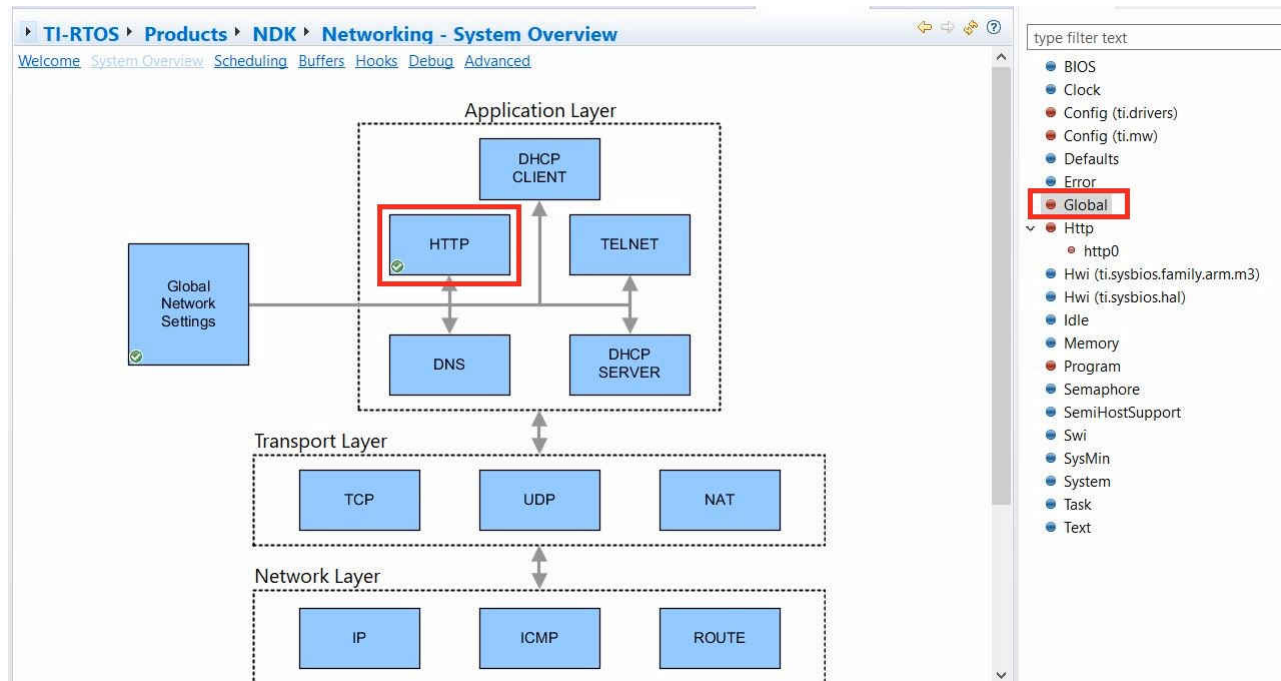 TI-RTOS Products NDK Networking - System Overview
Welcome System Overview Scheduling Buffers Hooks Debug Advanced
Application Layer
DHCP
CLIENT
HTTP
TELNET
Global
Network
Settings
DNS
DHCP
SERVER
Transport Layer
TCP
UDP
NAT
Network Layer
IP
ICMP
ROUTE
type filter text
BIOS
Clock
Config (ti.drivers)
Config (ti.mw)
Defaults
Error
Global
Http
http0
Hwi (ti.sysbios.family.arm.m3)
Hwi (ti.sysbios.hal)
Idle
Memory
Program
Semaphore
SemiHostSupport
Swi
SysMin
System
Task
Text